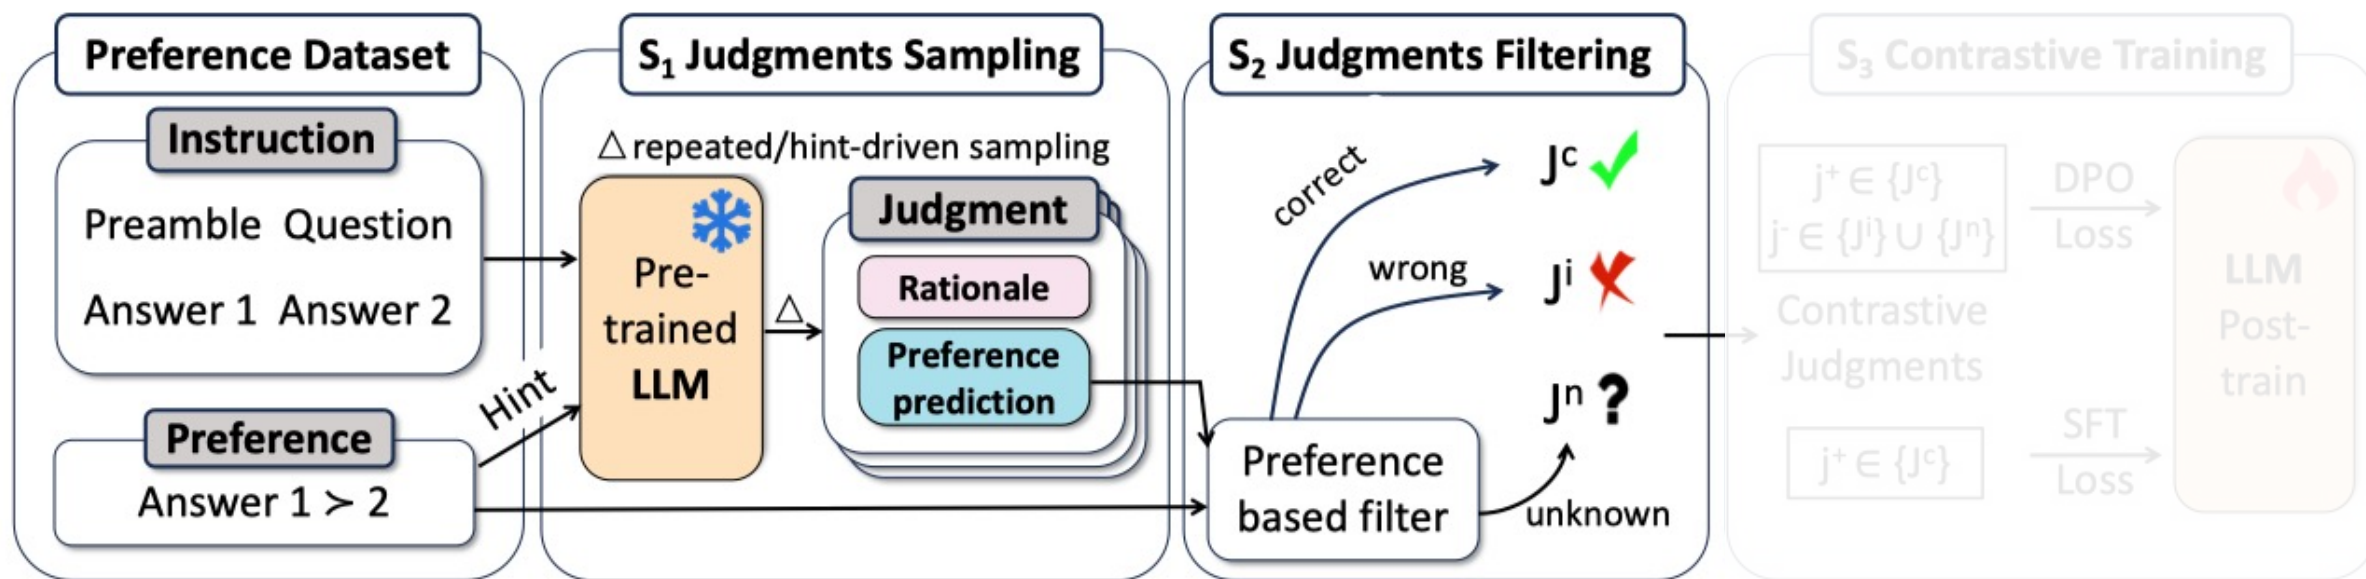 Preference Dataset
Instruction
Preamble Question
Answer 1 Answer 2
Preference
Answer 1 ≻ 2
Hint
S₁ Judgments Sampling
△ repeated/hint-driven sampling
Pre-
trained
LLM
△
Judgment
Rationale
Preference
prediction
S₂ Judgments Filtering
correct
Jᶜ
wrong
Jⁱ
Jⁿ ?
Preference
based filter
unknown
S₃ Contrastive Training
j⁺ ∈ {Jᶜ}
j⁻ ∈ {Jⁱ} ∪ {Jⁿ}
Contrastive
Judgments
DPO
Loss
j⁺ ∈ {Jᶜ}
SFT
Loss
LLM
Post-
train